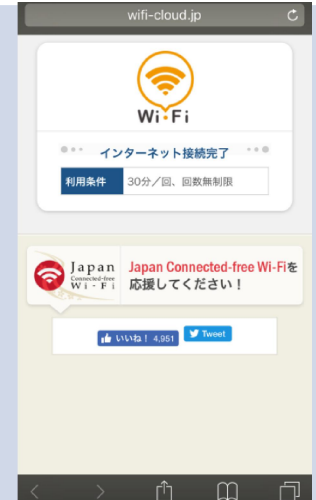 wifi-cloud.jp
Wi-Fi
インターネット接続完了
利用条件 30分／回、回数無制限
Japan
Connected-free
Wi-Fi
Japan Connected-free Wi-Fiを
応援してください！
いいね！ 4,951 Tweet